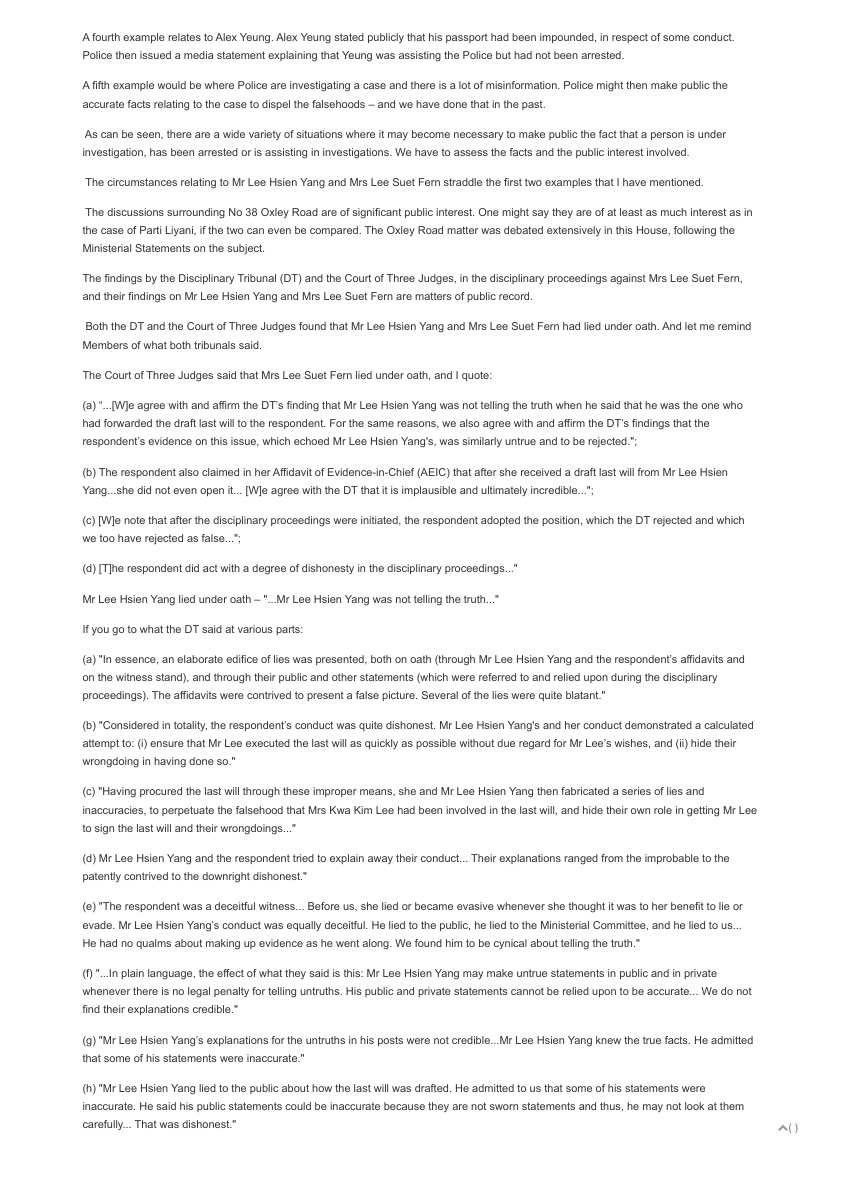 A fourth example relates to Alex Yeung. Alex Yeung stated publicly that his passport had been impounded, in respect of some conduct.
Police then issued a media statement explaining that Yeung was assisting the Police but had not been arrested.
A fifth example would be where Police are investigating a case and there is a lot of misinformation. Police might then make public the
accurate facts relating to the case to dispel the falsehoods – and we have done that in the past.
As can be seen, there are a wide variety of situations where it may become necessary to make public the fact that a person is under
investigation, has been arrested or is assisting in investigations. We have to assess the facts and the public interest involved.
The circumstances relating to Mr Lee Hsien Yang and Mrs Lee Suet Fern straddle the first two examples that I have mentioned.
The discussions surrounding No 38 Oxley Road are of significant public interest. One might say they are of at least as much interest as in
the case of Parti Liyani, if the two can even be compared. The Oxley Road matter was debated extensively in this House, following the
Ministerial Statements on the subject.
The findings by the Disciplinary Tribunal (DT) and the Court of Three Judges, in the disciplinary proceedings against Mrs Lee Suet Fern,
and their findings on Mr Lee Hsien Yang and Mrs Lee Suet Fern are matters of public record.
Both the DT and the Court of Three Judges found that Mr Lee Hsien Yang and Mrs Lee Suet Fern had lied under oath. And let me remind
Members of what both tribunals said.
The Court of Three Judges said that Mrs Lee Suet Fern lied under oath, and I quote:
(a) “...[W]e agree with and affirm the DT’s finding that Mr Lee Hsien Yang was not telling the truth when he said that he was the one who
had forwarded the draft last will to the respondent. For the same reasons, we also agree with and affirm the DT’s findings that the
respondent’s evidence on this issue, which echoed Mr Lee Hsien Yang's, was similarly untrue and to be rejected.";
(b) The respondent also claimed in her Affidavit of Evidence-in-Chief (AEIC) that after she received a draft last will from Mr Lee Hsien
Yang...she did not even open it... [W]e agree with the DT that it is implausible and ultimately incredible...";
(c) [W]e note that after the disciplinary proceedings were initiated, the respondent adopted the position, which the DT rejected and which
we too have rejected as false...";
(d) [T]he respondent did act with a degree of dishonesty in the disciplinary proceedings..."
Mr Lee Hsien Yang lied under oath – "...Mr Lee Hsien Yang was not telling the truth..."
If you go to what the DT said at various parts:
(a) "In essence, an elaborate edifice of lies was presented, both on oath (through Mr Lee Hsien Yang and the respondent’s affidavits and
on the witness stand), and through their public and other statements (which were referred to and relied upon during the disciplinary
proceedings). The affidavits were contrived to present a false picture. Several of the lies were quite blatant."
(b) "Considered in totality, the respondent’s conduct was quite dishonest. Mr Lee Hsien Yang's and her conduct demonstrated a calculated
attempt to: (i) ensure that Mr Lee executed the last will as quickly as possible without due regard for Mr Lee’s wishes, and (ii) hide their
wrongdoing in having done so."
(c) "Having procured the last will through these improper means, she and Mr Lee Hsien Yang then fabricated a series of lies and
inaccuracies, to perpetuate the falsehood that Mrs Kwa Kim Lee had been involved in the last will, and hide their own role in getting Mr Lee
to sign the last will and their wrongdoings..."
(d) Mr Lee Hsien Yang and the respondent tried to explain away their conduct... Their explanations ranged from the improbable to the
patently contrived to the downright dishonest."
(e) "The respondent was a deceitful witness... Before us, she lied or became evasive whenever she thought it was to her benefit to lie or
evade. Mr Lee Hsien Yang’s conduct was equally deceitful. He lied to the public, he lied to the Ministerial Committee, and he lied to us...
He had no qualms about making up evidence as he went along. We found him to be cynical about telling the truth."
(f) "...In plain language, the effect of what they said is this: Mr Lee Hsien Yang may make untrue statements in public and in private
whenever there is no legal penalty for telling untruths. His public and private statements cannot be relied upon to be accurate... We do not
find their explanations credible."
(g) "Mr Lee Hsien Yang’s explanations for the untruths in his posts were not credible...Mr Lee Hsien Yang knew the true facts. He admitted
that some of his statements were inaccurate."
(h) "Mr Lee Hsien Yang lied to the public about how the last will was drafted. He admitted to us that some of his statements were
inaccurate. He said his public statements could be inaccurate because they are not sworn statements and thus, he may not look at them
carefully... That was dishonest."
( )